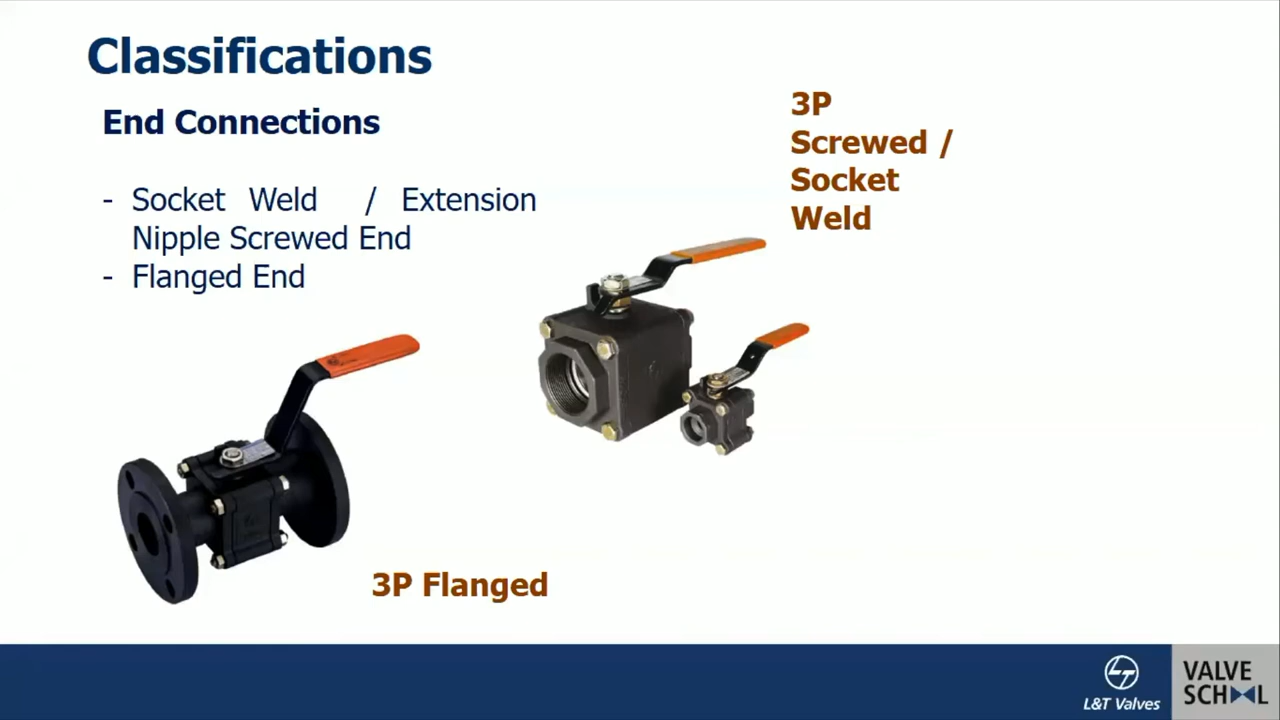 Classifications
End Connections
- Socket Weld / Extension
Nipple Screwed End
- Flanged End
3P
Screwed /
Socket
Weld
3P Flanged
L&T Valves
VALVE
SCHOOL